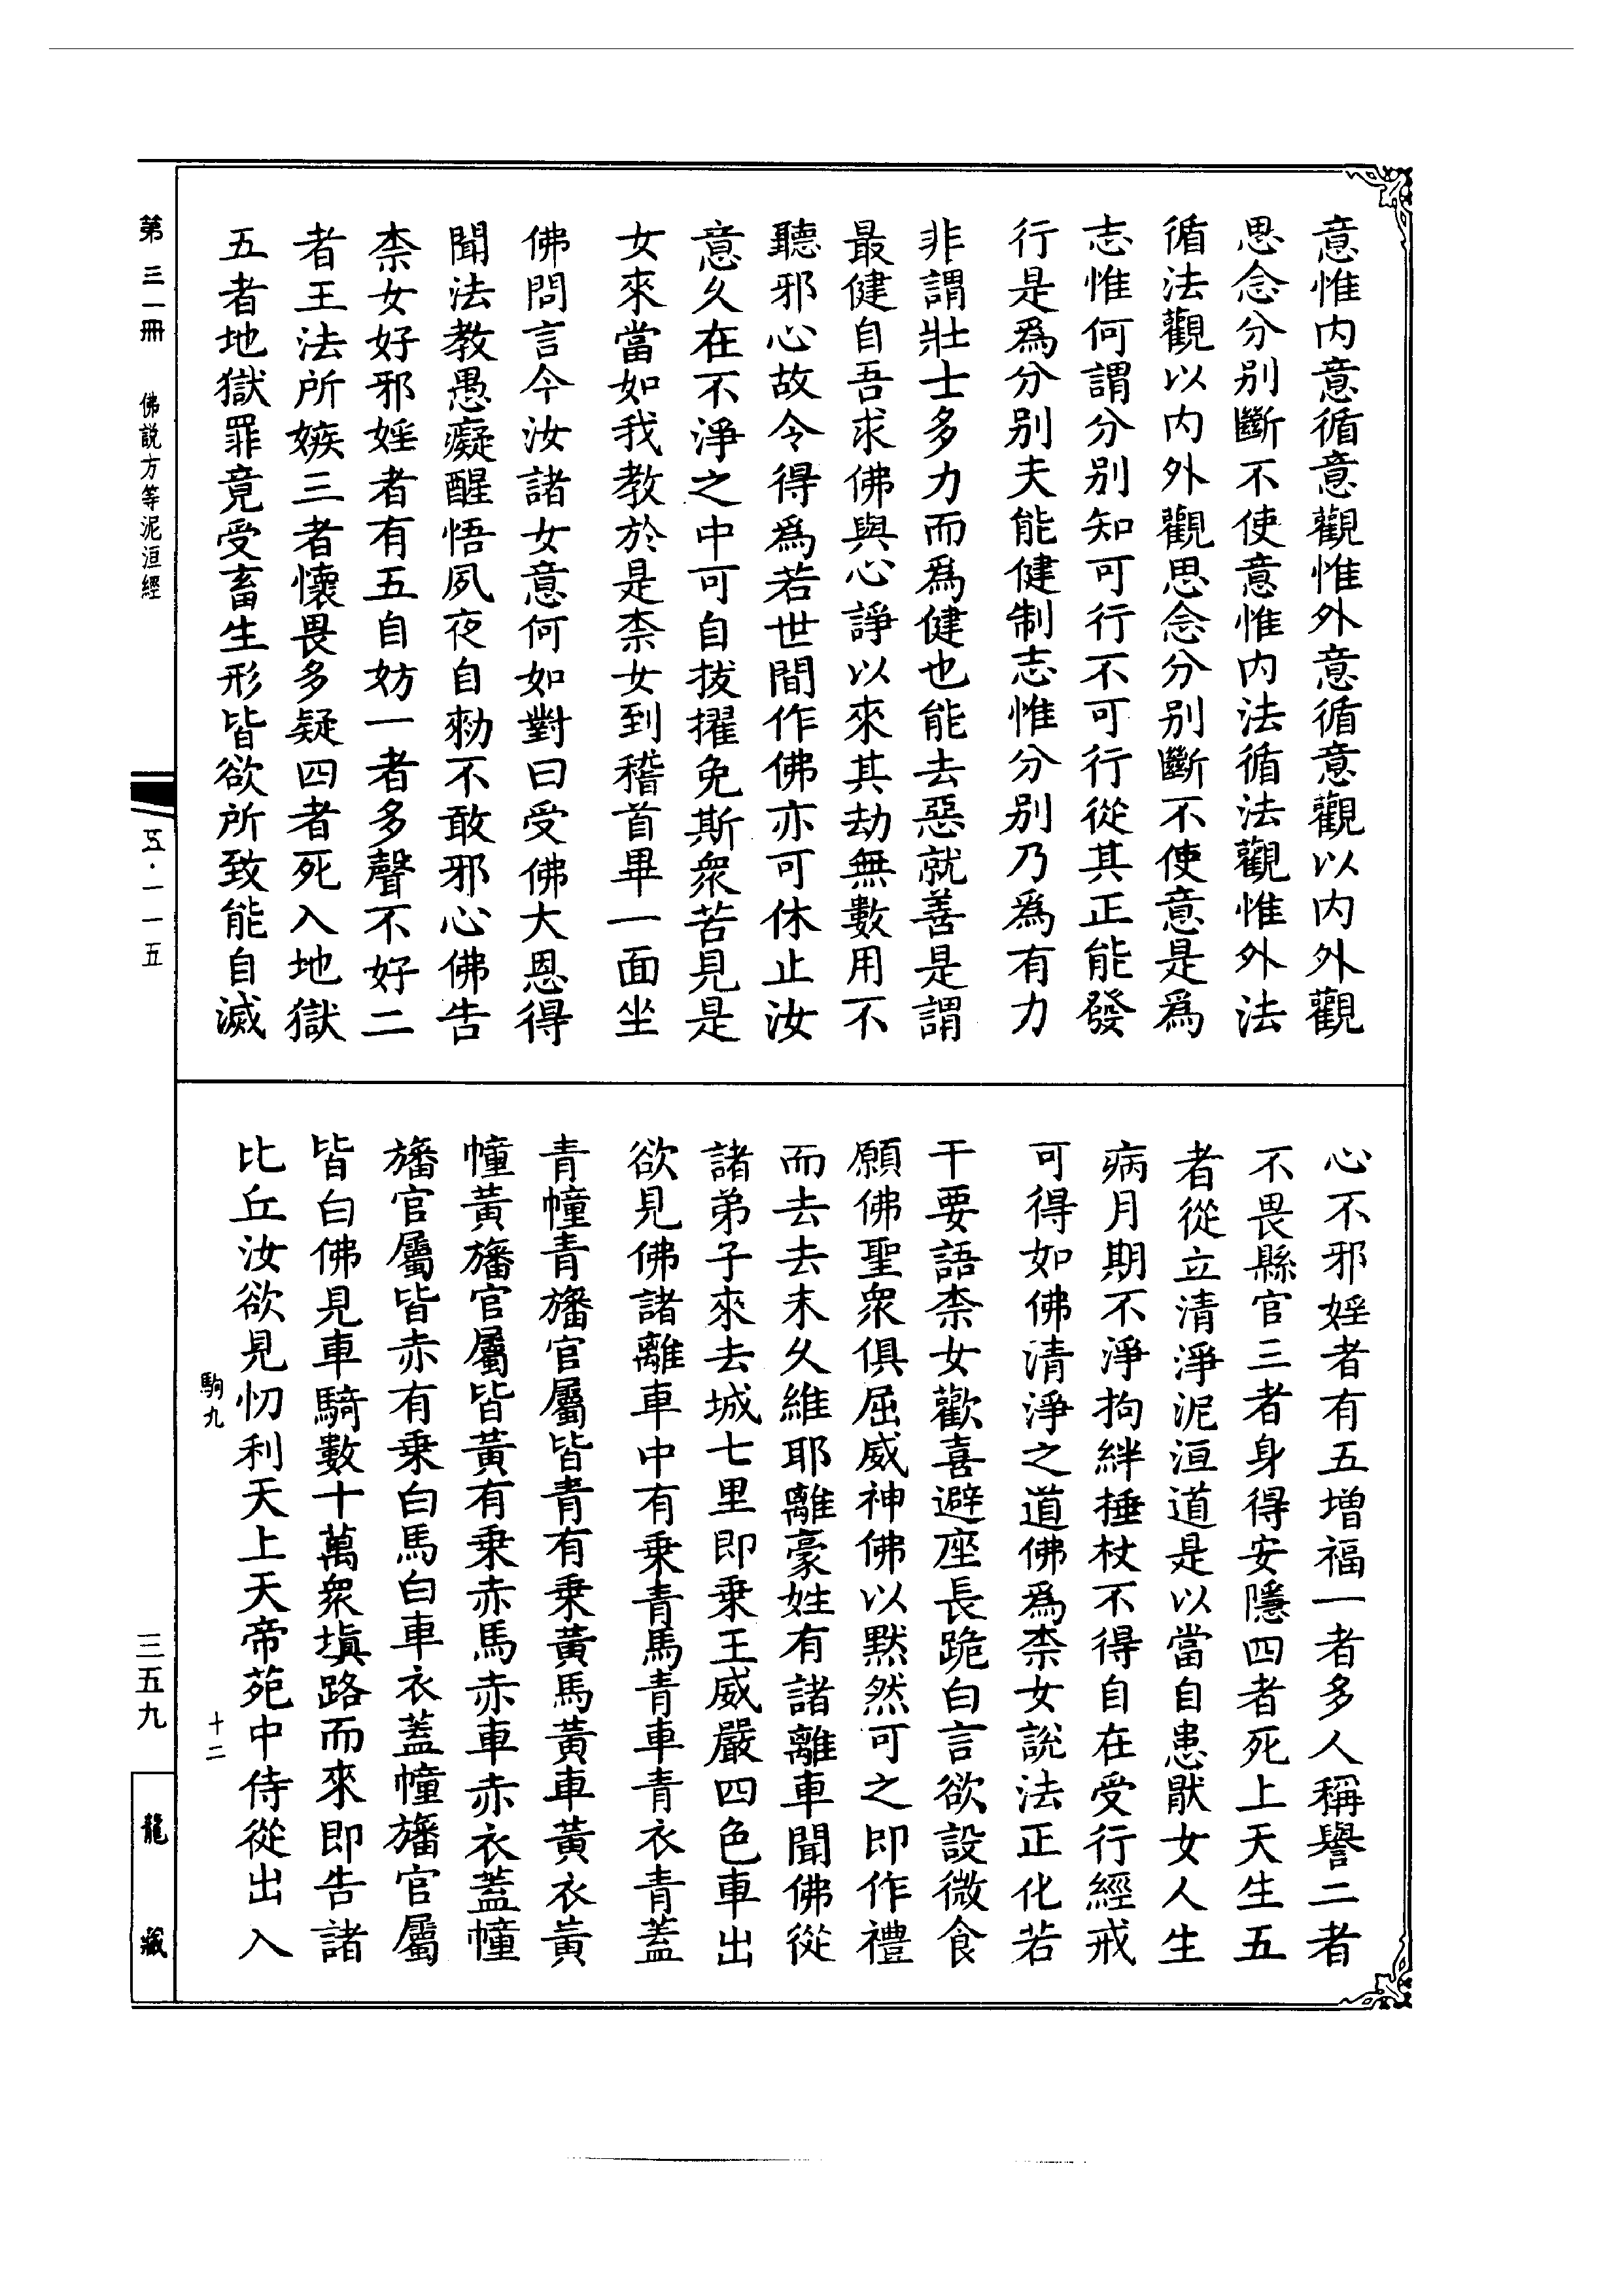 意惟内意循意觀惟外意循意觀以内外觀
思念分别斷不使意惟内法循法觀惟外法
循法觀以内外觀思念分别斷不使意是爲
志惟何謂分别知可行不可行從其正能發
行是爲分别夫能健制志惟分别乃爲有力
非謂壯士多力而爲健也能去惡就善是謂
最健自吾求佛與心諍以來其劫無數用不
聽邪心故令得爲若世間作佛亦可休止汝
意久在不淨之中可自拔擢免斯衆苦見是
女來當如我教於是柰女到稽首畢一面坐
佛問言今汝諸女意何如對曰受佛大恩得
聞法教愚癡醒悟夙夜自勑不敢邪心佛告
柰女好邪婬者有五自妨一者多聲不好二
者王法所嫉三者懷畏多疑四者死入地獄
五者地獄罪竟受畜生形皆欲所致能自滅
心不邪婬者有五增福一者多人稱譽二者
不畏縣官三者身得安隱四者死上天生五
者從立清淨泥洹道是以當自患猒女人生
病月期不淨拘絆捶杖不得自在受行經戒
可得如佛清淨之道佛爲柰女說法正化若
干要語柰女歡喜避座長跪白言欲設微食
願佛聖衆俱屈威神佛以默然可之即作禮
而去去未久維耶離豪姓有諸離車聞佛從
諸弟子來去城七里即乗王威嚴四色車出
欲見佛諸離車中有乗青馬青車青衣青蓋
青幢青旛官屬皆青有乗黃馬黃車黃衣黃
幢黃旛官屬皆黃有乗赤馬赤車赤衣蓋幢
旛官屬皆赤有乗白馬白車衣蓋幢旛官屬
皆白佛見車騎數十萬衆塡路而來即告諸
比丘汝欲見忉利天上天帝苑中侍從出入
駒九
十二
第三一冊
佛説方等泥洹經
五·一一五
三五九
龍藏